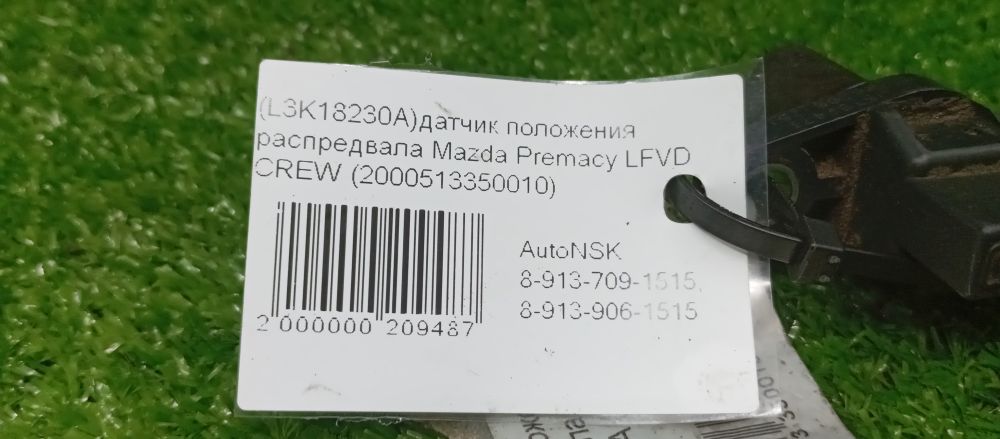 (L3K18230A)датчик положения
распредвала Mazda Premacy LFVD
CREW (2000513350010)
AutoNSK
8-913-709-1515,
8-913-906-1515
2 000000 209487